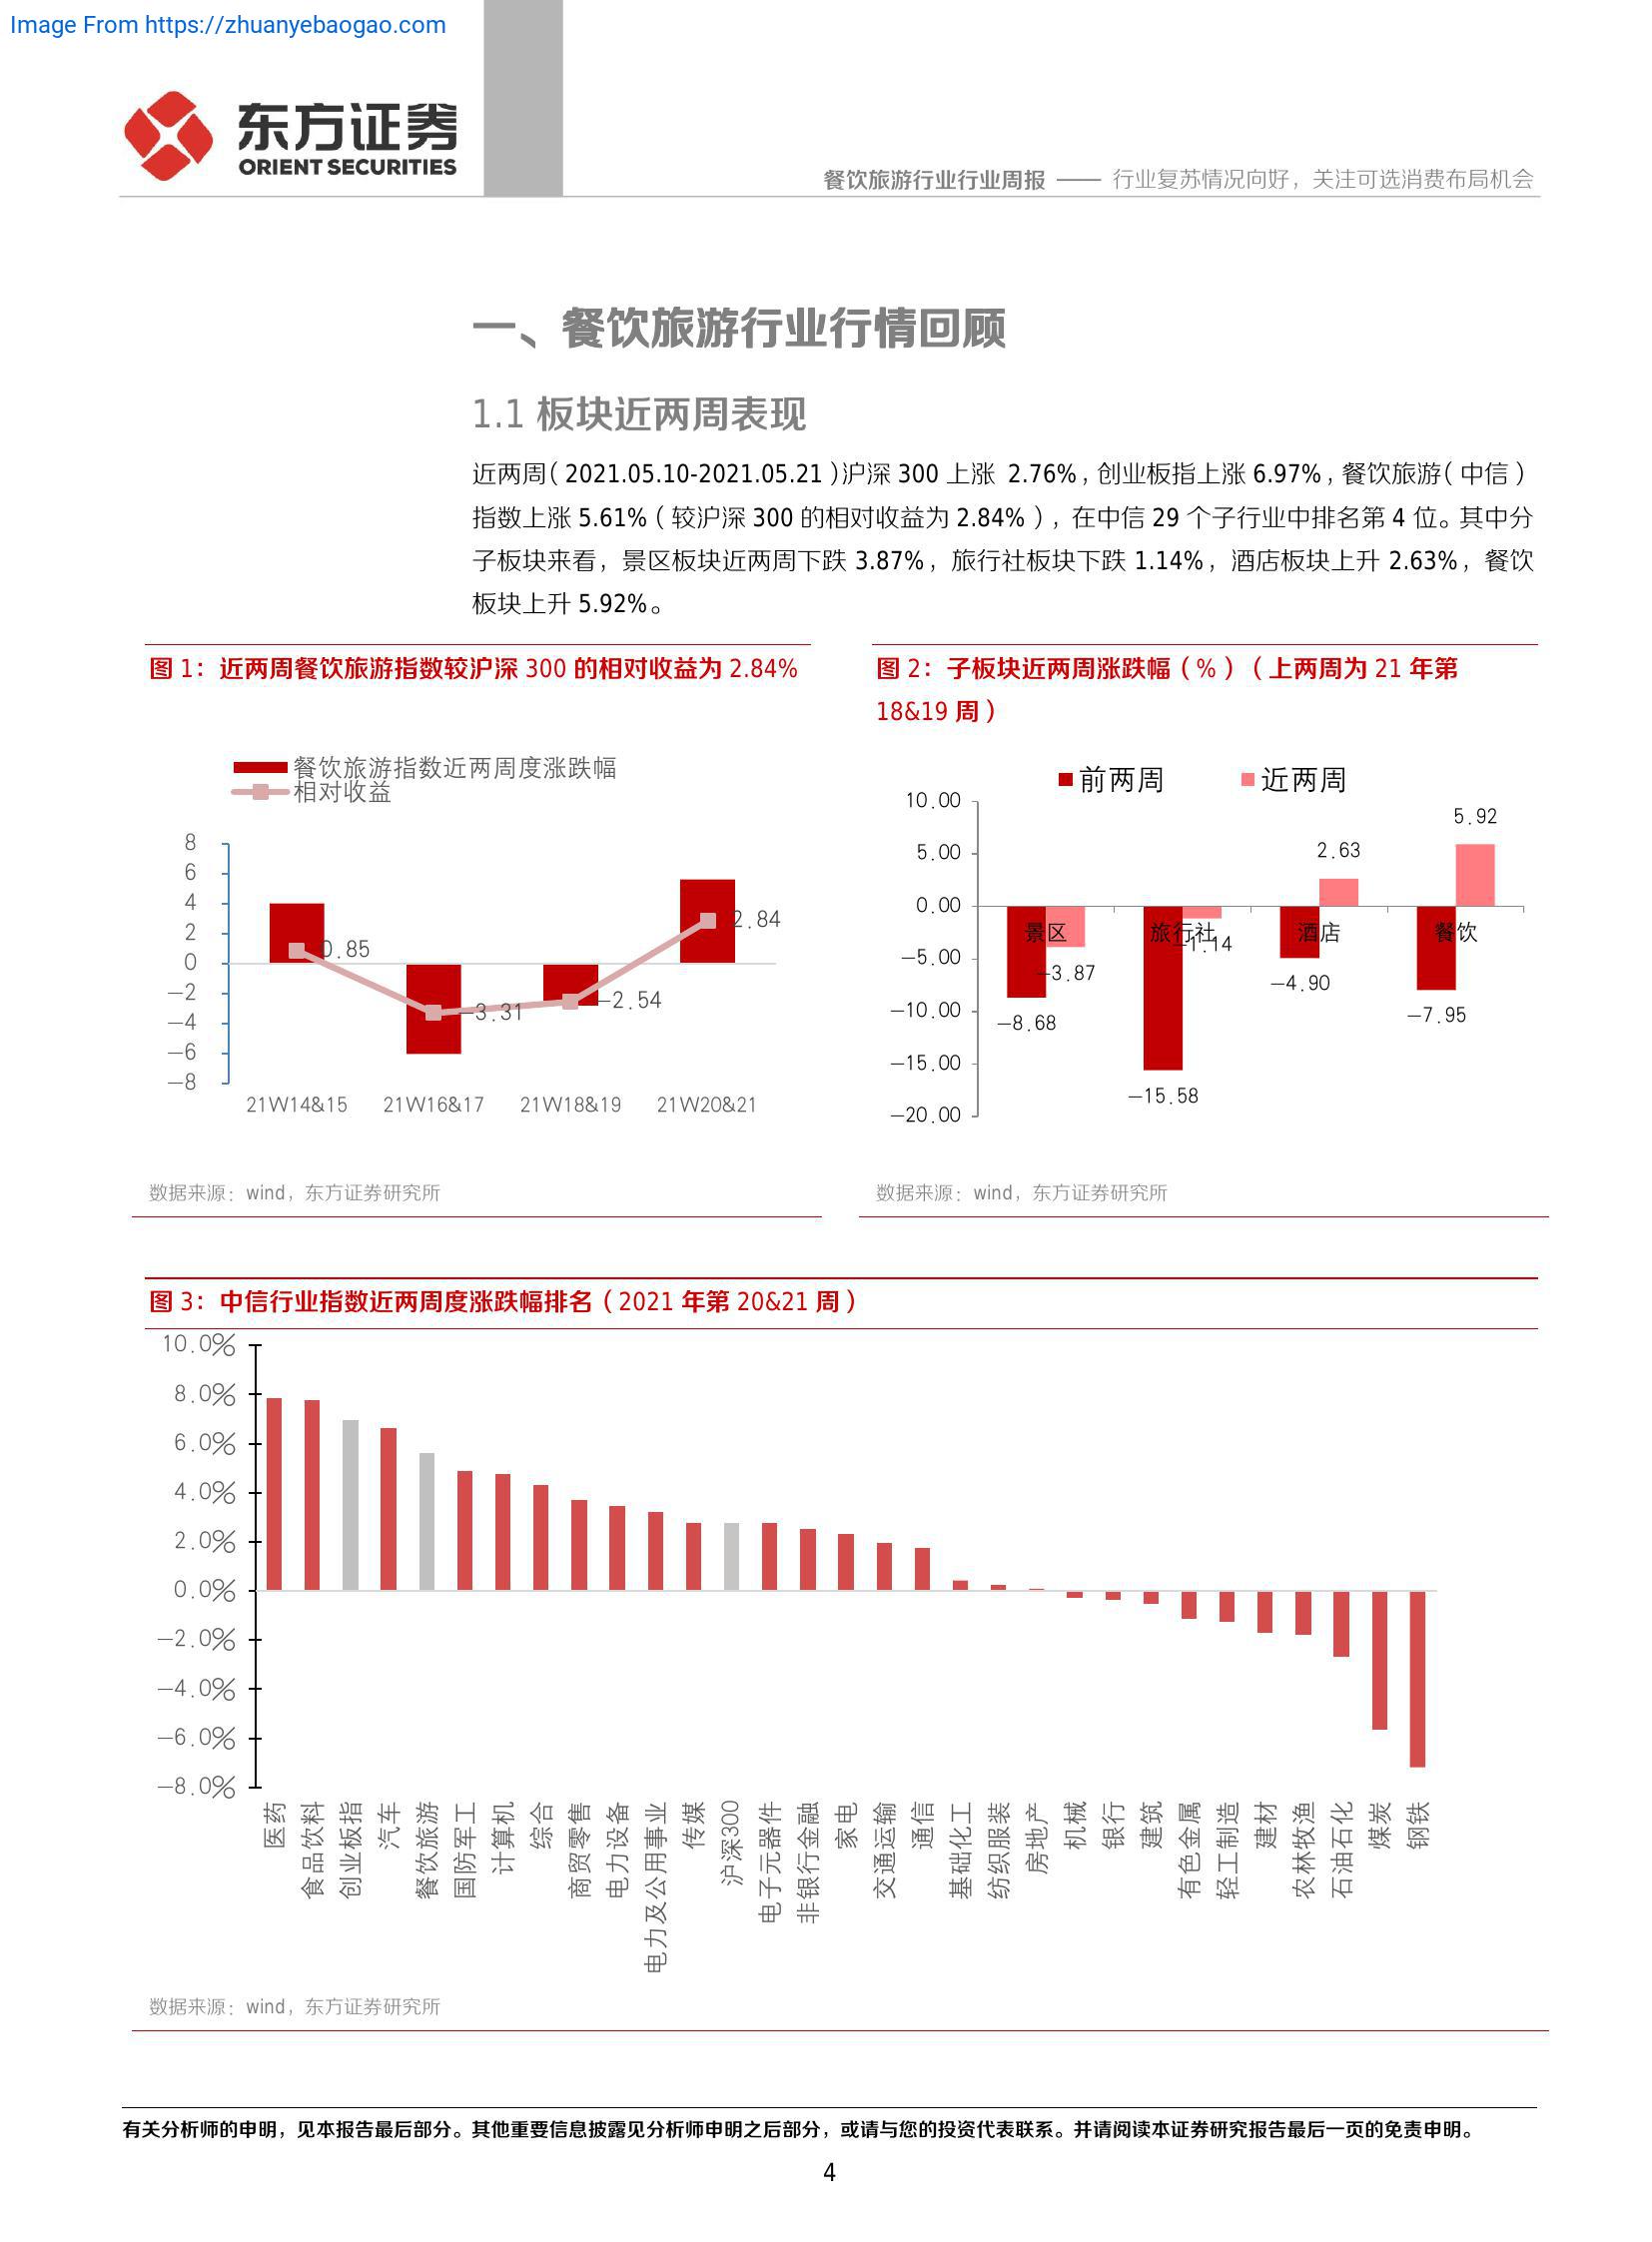 Image From https://zhuanyebaogao.com
东方证券
ORIENT SECURITIES
餐饮旅游行业行业周报 —— 行业复苏情况向好，关注可选消费布局机会
一、餐饮旅游行业行情回顾
1.1 板块近两周表现
近两周（2021.05.10-2021.05.21）沪深 300 上涨 2.76%，创业板指上涨 6.97%，餐饮旅游（中信）
指数上涨 5.61%（较沪深 300 的相对收益为 2.84%），在中信 29 个子行业中排名第 4 位。其中分
子板块来看，景区板块近两周下跌 3.87%，旅行社板块下跌 1.14%，酒店板块上升 2.63%，餐饮
板块上升 5.92%。
图 1：近两周餐饮旅游指数较沪深 300 的相对收益为 2.84%
餐饮旅游指数近两周度涨跌幅
相对收益
8
6
4
2
0
−2
−4
−6
−8
0.85
−3.31
−2.54
2.84
21W14&15 21W16&17 21W18&19 21W20&21
数据来源：wind，东方证券研究所
图 2：子板块近两周涨跌幅（%）（上两周为 21 年第
18&19 周）
前两周 近两周
10.00
5.00
0.00
−5.00
−10.00
−15.00
−20.00
景区 旅行社 酒店 餐饮
−8.68
−15.58
−4.90
−7.95
−3.87
−1.14
2.63
5.92
数据来源：wind，东方证券研究所
图 3：中信行业指数近两周度涨跌幅排名（2021 年第 20&21 周）
10.0%
8.0%
6.0%
4.0%
2.0%
0.0%
−2.0%
−4.0%
−6.0%
−8.0%
医药
食品饮料
创业板指
汽车
餐饮旅游
国防军工
计算机
综合
商贸零售
电力设备
电力及公用事业
传媒
沪深300
电子元器件
非银行金融
家电
交通运输
通信
基础化工
纺织服装
房地产
机械
银行
建筑
有色金属
轻工制造
建材
农林牧渔
石油石化
煤炭
钢铁
数据来源：wind，东方证券研究所
有关分析师的申明，见本报告最后部分。其他重要信息披露见分析师申明之后部分，或请与您的投资代表联系。并请阅读本证券研究报告最后一页的免责申明。
4